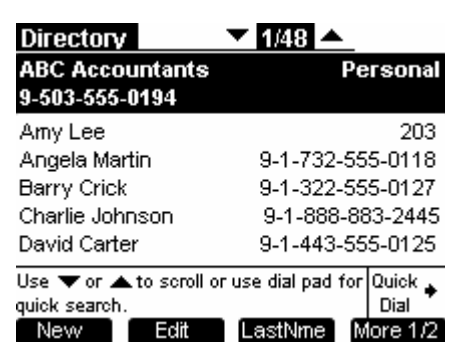 Directory ▼ 1/48 ▲
ABC Accountants Personal
9-503-555-0194
Amy Lee 203
Angela Martin 9-1-732-555-0118
Barry Crick 9-1-322-555-0127
Charlie Johnson 9-1-888-883-2445
David Carter 9-1-443-555-0125
Use ▼ or ▲ to scroll or use dial pad for Quick
quick search. Dial
New Edit LastNme More 1/2